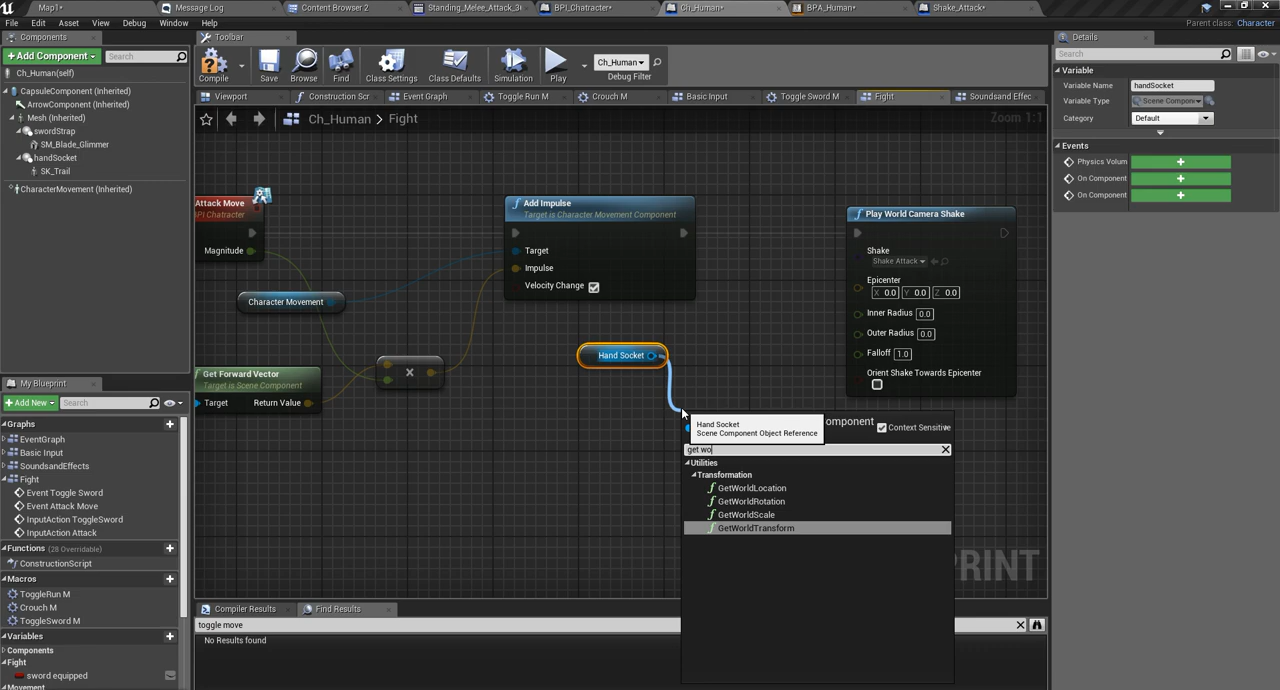 Map1*
Message Log
Content Browser 2
Standing_Melee_Attack_3
BPI_Chatracter*
Ch_Human*
BPA_Human*
Shake_Attack*
File Edit Asset View Debug Window Help
Parent class: Character
Components
Toolbar
Details
+ Add Component
Search
Compile
Save
Browse
Find
Class Settings
Class Defaults
Simulation
Play
Ch_Human
Debug Filter
Search
Ch_Human(self)
CapsuleComponent (Inherited)
ArrowComponent (Inherited)
Mesh (Inherited)
swordStrap
SM_Blade_Glimmer
handSocket
SK_Trail
CharacterMovement (Inherited)
Variable
Variable Name handSocket
Variable Type Scene Compon
Category Default
Events
Physics Volum
On Component
On Component
Viewport
Construction Scr
Event Graph
Toggle Run M
Crouch M
Basic Input
Toggle Sword M
Fight
Soundsand Effec
Ch_Human > Fight
Zoom 1:1
Attack Move
BPI Chatracter
Magnitude
Character Movement
Get Forward Vector
Target is Scene Component
Target Return Value
×
Add Impulse
Target is Character Movement Component
Target
Impulse
Velocity Change
Hand Socket
Play World Camera Shake
Shake
Shake Attack
Epicenter
X 0.0 Y 0.0 Z 0.0
Inner Radius 0.0
Outer Radius 0.0
Falloff 1.0
Orient Shake Towards Epicenter
Hand Socket
Scene Component Object Reference
omponent
Context Sensitive
get wo
Utilities
Transformation
GetWorldLocation
GetWorldRotation
GetWorldScale
GetWorldTransform
PRINT
My Blueprint
+ Add New
Search
Graphs
EventGraph
Basic Input
SoundsandEffects
Fight
Event Toggle Sword
Event Attack Move
InputAction ToggleSword
InputAction Attack
Functions (28 Overridable)
ConstructionScript
Macros
ToggleRun M
Crouch M
ToggleSword M
Variables
Components
Fight
sword equipped
Movement
Compiler Results
Find Results
toggle move
No Results found